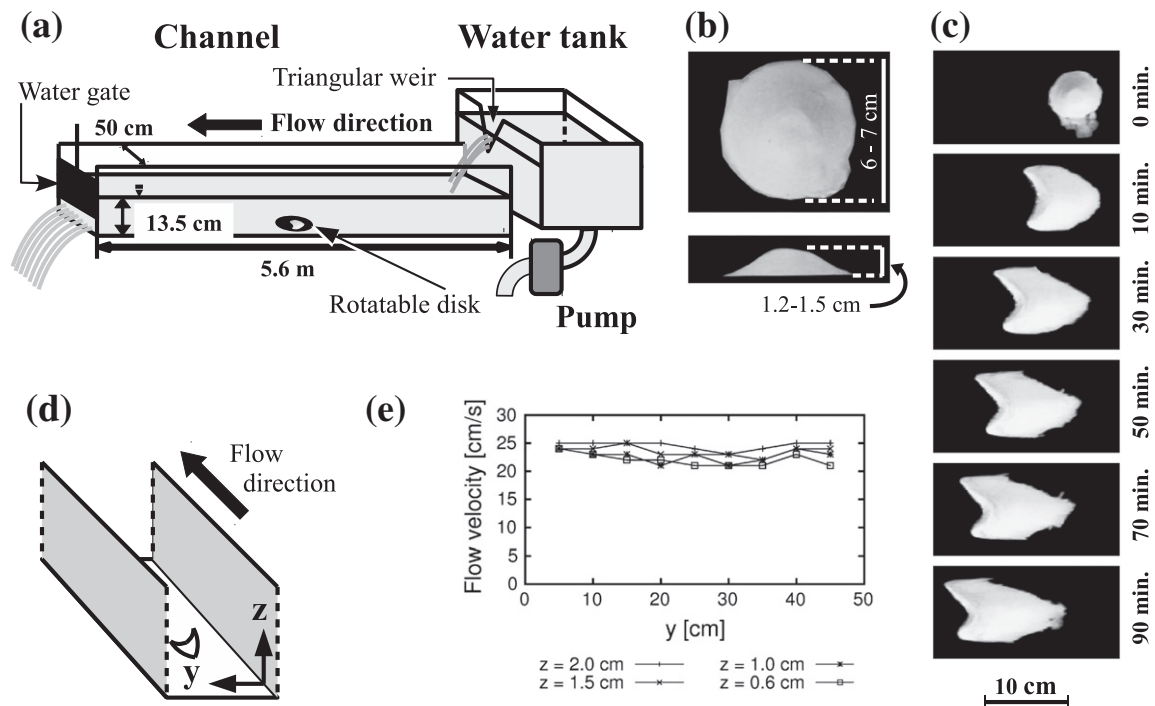 (a)
Channel
Water tank
Triangular weir
Water gate
50 cm
Flow direction
13.5 cm
5.6 m
Rotatable disk
Pump
(b)
6 - 7 cm
1.2-1.5 cm
(c)
0 min.
10 min.
30 min.
50 min.
70 min.
90 min.
10 cm
(d)
Flow
direction
z
y
(e)
Flow velocity [cm/s]
30
25
20
15
10
5
0
0 10 20 30 40 50
y [cm]
z = 2.0 cm z = 1.0 cm
z = 1.5 cm z = 0.6 cm